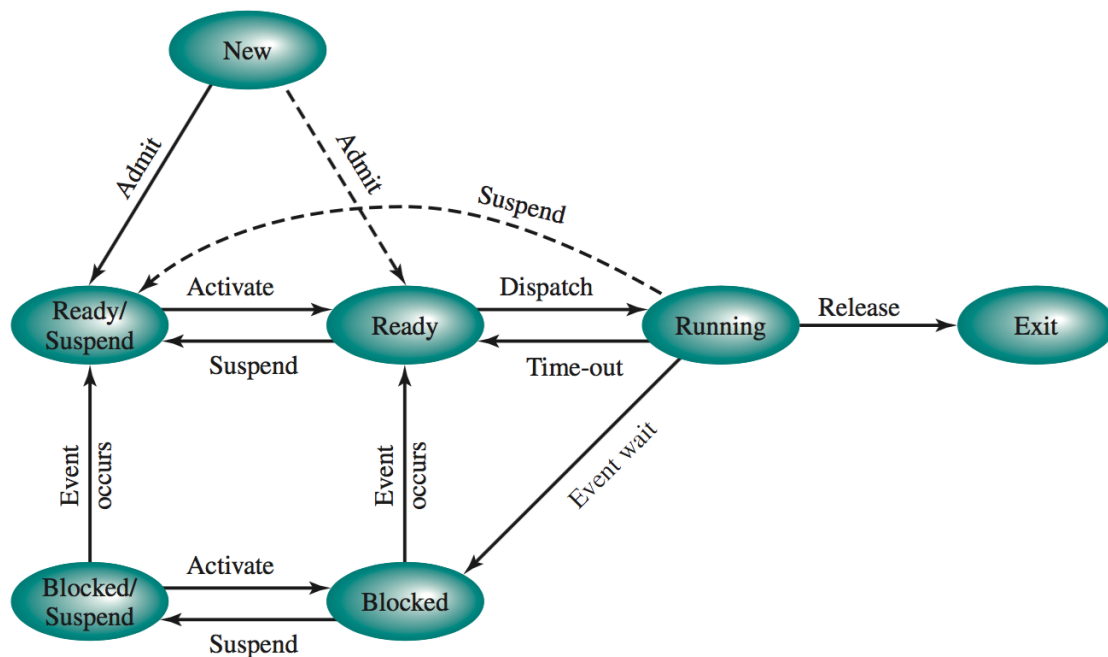 New
Admit
Admit
Suspend
Ready/
Suspend
Activate
Suspend
Ready
Dispatch
Time-out
Running
Release
Exit
Event
occurs
Event
occurs
Event wait
Blocked/
Suspend
Activate
Suspend
Blocked